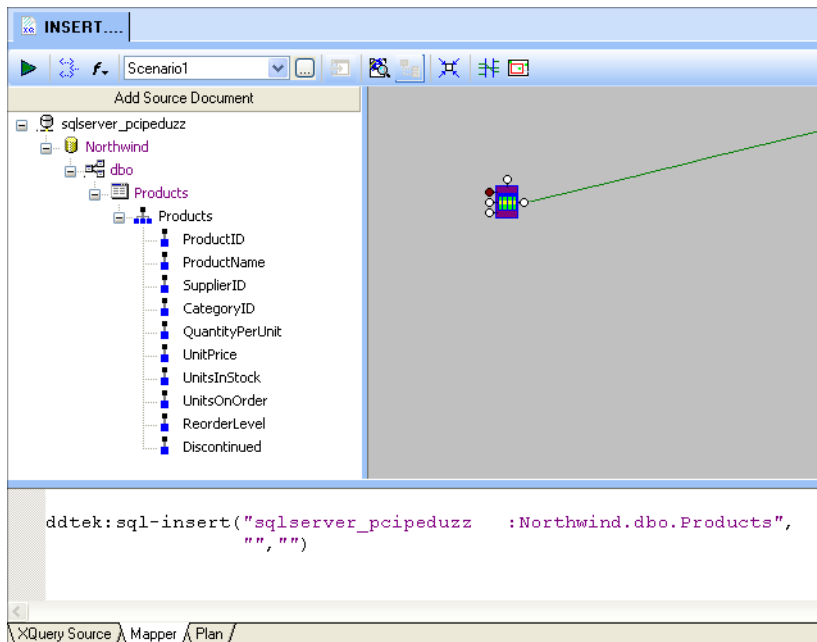 INSERT....
Scenario1
Add Source Document
sqlserver_pcipeduzz
Northwind
dbo
Products
Products
ProductID
ProductName
SupplierID
CategoryID
QuantityPerUnit
UnitPrice
UnitsInStock
UnitsOnOrder
ReorderLevel
Discontinued
ddtek:sql-insert("sqlserver_pcipeduzz   :Northwind.dbo.Products",
"","")
XQuery Source Mapper Plan